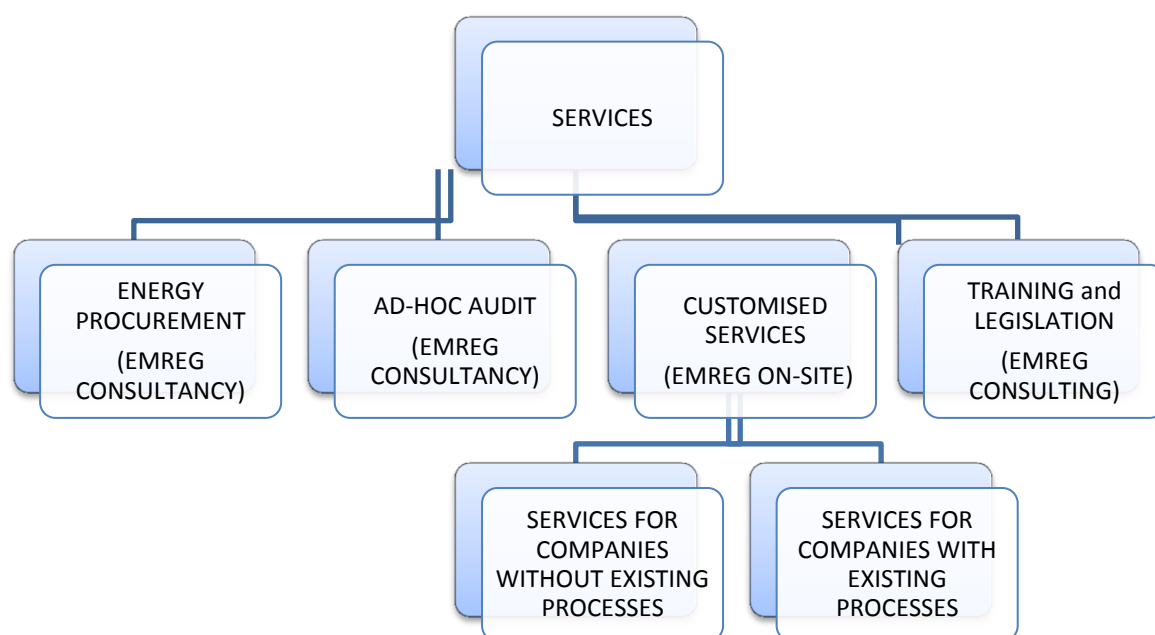 SERVICES
ENERGY
PROCUREMENT
(EMREG
CONSULTANCY)
AD-HOC AUDIT
(EMREG
CONSULTANCY)
CUSTOMISED
SERVICES
(EMREG ON-SITE)
TRAINING and
LEGISLATION
(EMREG
CONSULTING)
SERVICES FOR
COMPANIES
WITHOUT EXISTING
PROCESSES
SERVICES FOR
COMPANIES WITH
EXISTING
PROCESSES